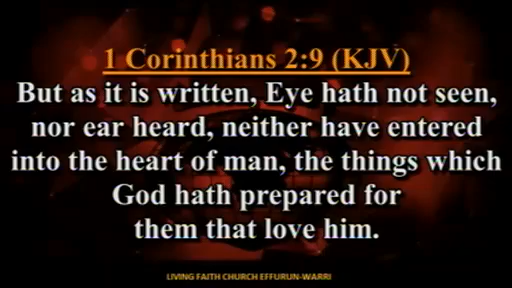 1 Corinthians 2:9 (KJV)
But as it is written, Eye hath not seen,
nor ear heard, neither have entered
into the heart of man, the things which
God hath prepared for
them that love him.
LIVING FAITH CHURCH EFFURUN-WARRI